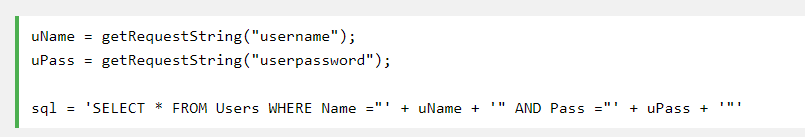 uName = getRequestString("username");
uPass = getRequestString("userpassword");
sql = 'SELECT * FROM Users WHERE Name ="' + uName + '" AND Pass ="' + uPass + '"'